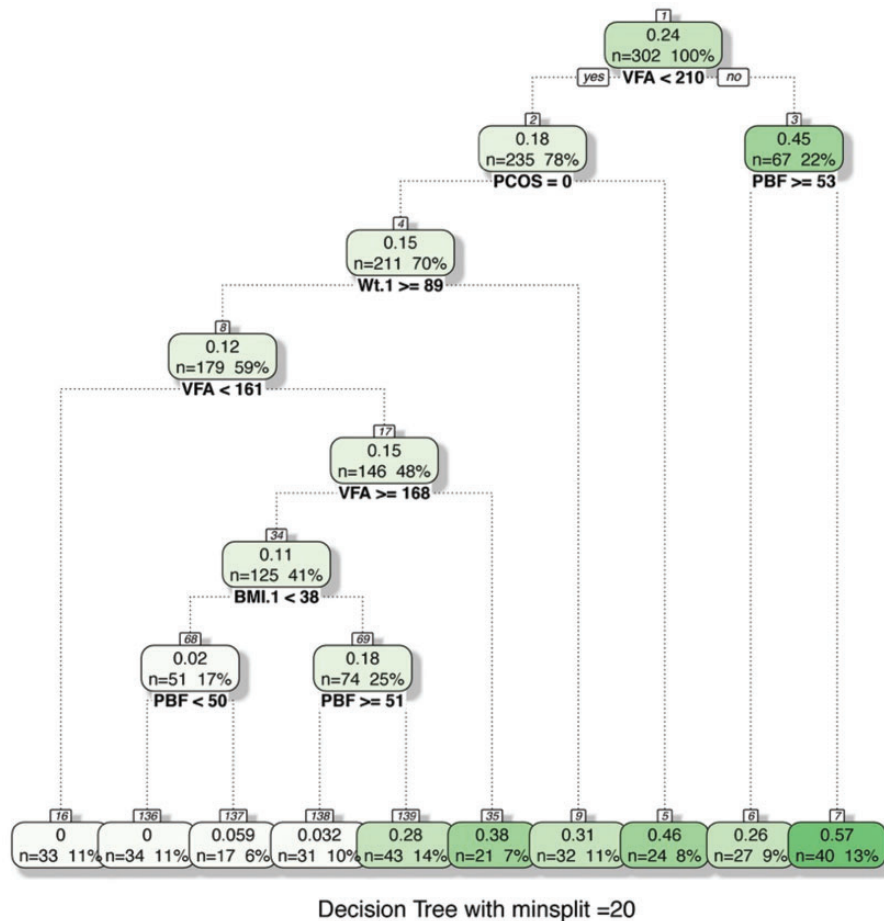 1
0.24
n=302 100%
yes VFA < 210 no
2
0.18
n=235 78%
PCOS = 0
3
0.45
n=67 22%
PBF >= 53
4
0.15
n=211 70%
Wt.1 >= 89
8
0.12
n=179 59%
VFA < 161
17
0.15
n=146 48%
VFA >= 168
34
0.11
n=125 41%
BMI.1 < 38
68
0.02
n=51 17%
PBF < 50
69
0.18
n=74 25%
PBF >= 51
16
0
n=33 11%
136
0
n=34 11%
137
0.059
n=17 6%
138
0.032
n=31 10%
139
0.28
n=43 14%
35
0.38
n=21 7%
9
0.31
n=32 11%
5
0.46
n=24 8%
6
0.26
n=27 9%
7
0.57
n=40 13%
Decision Tree with minsplit =20